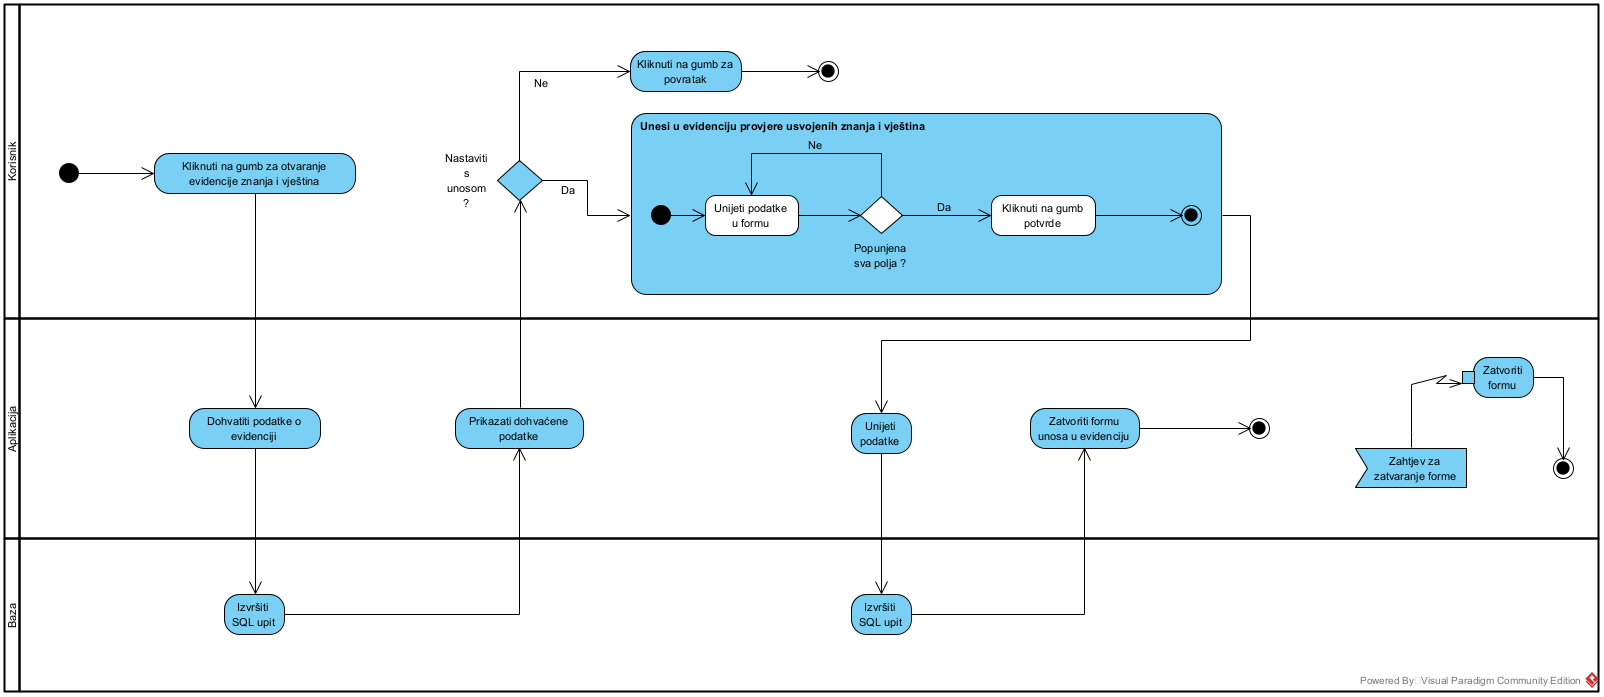 Korisnik
Kliknuti na gumb za otvaranje
evidencije znanja i vještina
Nastaviti
s
unosom
?
Ne
Kliknuti na gumb za
povratak
Da
Unesi u evidenciju provjere usvojenih znanja i vještina
Ne
Unijeti podatke
u formu
Popunjena
sva polja ?
Da
Kliknuti na gumb
potvrde
Aplikacija
Dohvatiti podatke o
evidenciji
Prikazati dohvaćene
podatke
Unijeti
podatke
Zatvoriti formu
unosa u evidenciju
Zahtjev za
zatvaranje forme
Zatvoriti
formu
Baza
Izvršiti
SQL upit
Izvršiti
SQL upit
Powered By Visual Paradigm Community Edition